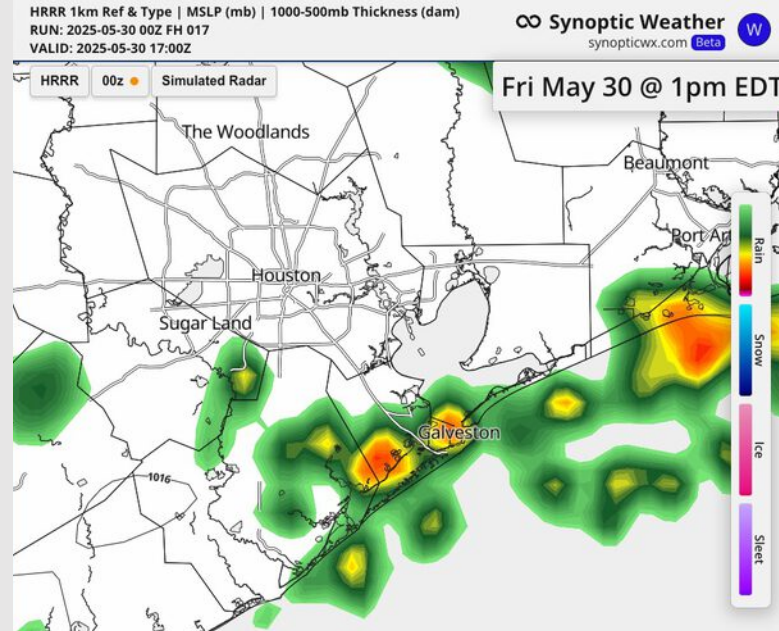 HRRR 1km Ref & Type | MSLP (mb) | 1000-500mb Thickness (dam)
RUN: 2025-05-30 00Z FH 017
VALID: 2025-05-30 17:00Z
Synoptic Weather
synopticwx.com Beta
W
HRRR
00z
Simulated Radar
Fri May 30 @ 1pm EDT
The Woodlands
Beaumont
Port Ar
Houston
Sugar Land
Galveston
1016
Rain
Snow
Ice
Sleet